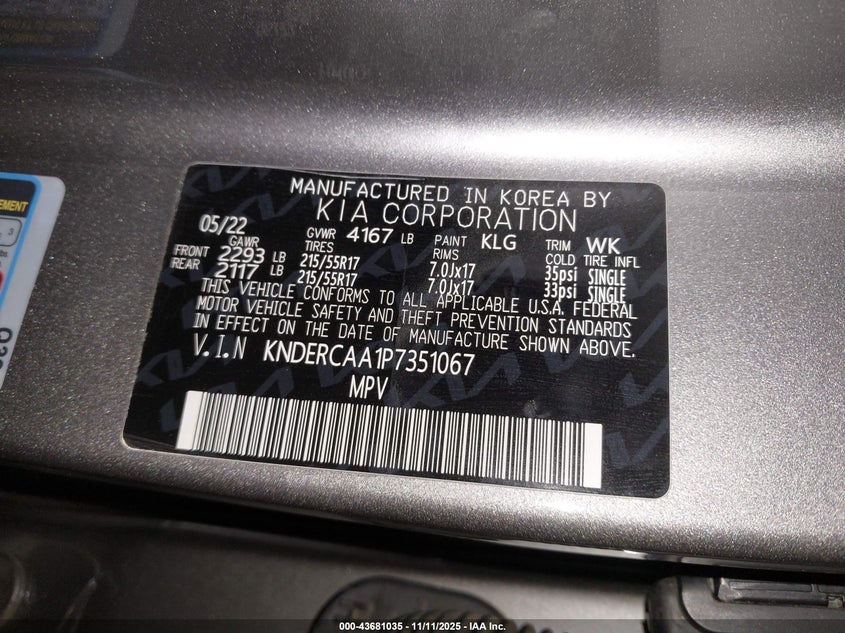 MANUFACTURED IN KOREA BY
KIA CORPORATION
05/22 GVWR 4167 LB PAINT KLG TRIM WK
GAWR TIRES RIMS COLD TIRE INFL
FRONT 2293 LB 215/55R17 7.0Jx17 35psi SINGLE
REAR 2117 LB 215/55R17 7.0Jx17 33psi SINGLE
THIS VEHICLE CONFORMS TO ALL APPLICABLE U.S.A. FEDERAL
MOTOR VEHICLE SAFETY AND THEFT PREVENTION STANDARDS
IN EFFECT ON THE DATE OF MANUFACTURE SHOWN ABOVE.
V.I.N KNDERCAA1P7351067
MPV
000-43681035 - 11/11/2025 - IAA Inc.